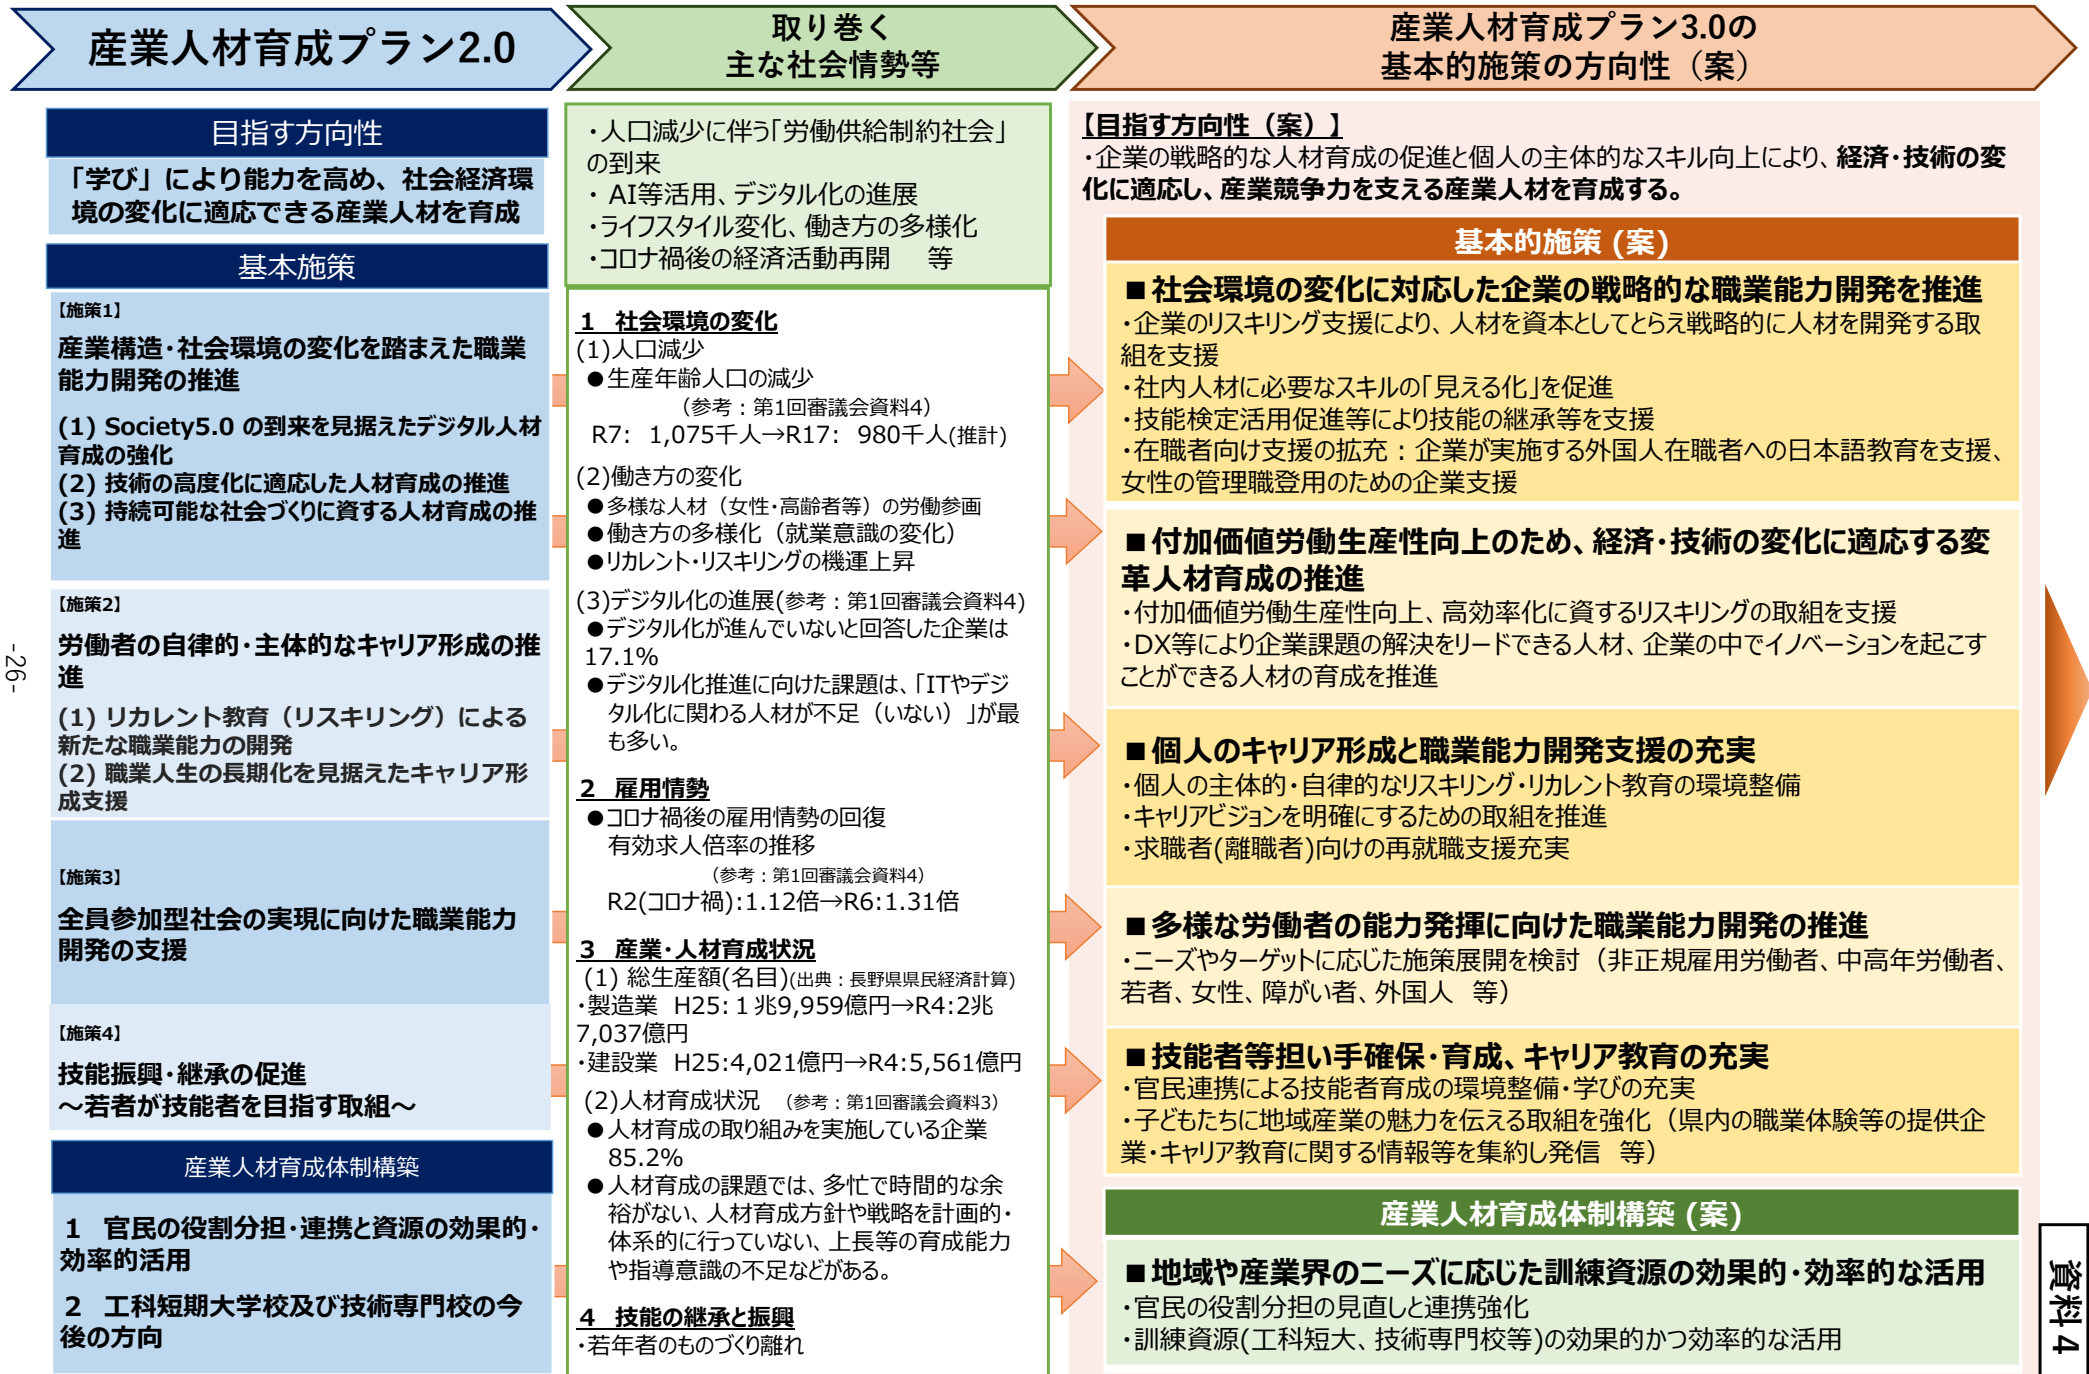 産業人材育成プラン2.0
取り巻く
主な社会情勢等
産業人材育成プラン3.0の
基本的施策の方向性（案）
目指す方向性
「学び」により能力を高め、社会経済環
境の変化に適応できる産業人材を育成
基本施策
【施策1】
産業構造・社会環境の変化を踏まえた職業
能力開発の推進
(1) Society5.0 の到来を見据えたデジタル人材
育成の強化
(2) 技術の高度化に適応した人材育成の推進
(3) 持続可能な社会づくりに資する人材育成の推
進
【施策2】
労働者の自律的・主体的なキャリア形成の推
進
(1) リカレント教育（リスキリング）による
新たな職業能力の開発
(2) 職業人生の長期化を見据えたキャリア形
成支援
【施策3】
全員参加型社会の実現に向けた職業能力
開発の支援
【施策4】
技能振興・継承の促進
～若者が技能者を目指す取組～
産業人材育成体制構築
1　官民の役割分担・連携と資源の効果的・
効率的活用
2　工科短期大学校及び技術専門校の今
後の方向
・人口減少に伴う「労働供給制約社会」
の到来
・ AI等活用、デジタル化の進展
・ライフスタイル変化、働き方の多様化
・コロナ禍後の経済活動再開　等
1　社会環境の変化
(1)人口減少
●生産年齢人口の減少
（参考：第1回審議会資料4）
R7:　1,075千人→R17:　980千人(推計)
(2)働き方の変化
●多様な人材（女性・高齢者等）の労働参画
●働き方の多様化（就業意識の変化）
●リカレント・リスキリングの機運上昇
(3)デジタル化の進展(参考：第1回審議会資料4)
●デジタル化が進んでいないと回答した企業は
17.1%
●デジタル化推進に向けた課題は、「ITやデジ
タル化に関わる人材が不足（いない）」が最
も多い。
2　雇用情勢
●コロナ禍後の雇用情勢の回復
有効求人倍率の推移
（参考：第1回審議会資料4）
R2(コロナ禍):1.12倍→R6:1.31倍
3　産業・人材育成状況
(1) 総生産額(名目)(出典：長野県県民経済計算)
・製造業　H25:１兆9,959億円→R4:2兆
7,037億円
・建設業　H25:4,021億円→R4:5,561億円
(2)人材育成状況　（参考：第1回審議会資料3）
●人材育成の取り組みを実施している企業
85.2%
●人材育成の課題では、多忙で時間的な余
裕がない、人材育成方針や戦略を計画的・
体系的に行っていない、上長等の育成能力
や指導意識の不足などがある。
4　技能の継承と振興
・若年者のものづくり離れ
【目指す方向性（案）】
・企業の戦略的な人材育成の促進と個人の主体的なスキル向上により、経済・技術の変
化に適応し、産業競争力を支える産業人材を育成する。
基本的施策 (案)
■社会環境の変化に対応した企業の戦略的な職業能力開発を推進
・企業のリスキリング支援により、人材を資本としてとらえ戦略的に人材を開発する取
組を支援
・社内人材に必要なスキルの「見える化」を促進
・技能検定活用促進等により技能の継承等を支援
・在職者向け支援の拡充：企業が実施する外国人在職者への日本語教育を支援、
女性の管理職登用のための企業支援
■付加価値労働生産性向上のため、経済・技術の変化に適応する変
革人材育成の推進
・付加価値労働生産性向上、高効率化に資するリスキリングの取組を支援
・DX等により企業課題の解決をリードできる人材、企業の中でイノベーションを起こす
ことができる人材の育成を推進
■個人のキャリア形成と職業能力開発支援の充実
・個人の主体的・自律的なリスキリング・リカレント教育の環境整備
・キャリアビジョンを明確にするための取組を推進
・求職者(離職者)向けの再就職支援充実
■多様な労働者の能力発揮に向けた職業能力開発の推進
・ニーズやターゲットに応じた施策展開を検討（非正規雇用労働者、中高年労働者、
若者、女性、障がい者、外国人　等）
■技能者等担い手確保・育成、キャリア教育の充実
・官民連携による技能者育成の環境整備・学びの充実
・子どもたちに地域産業の魅力を伝える取組を強化（県内の職業体験等の提供企
業・キャリア教育に関する情報等を集約し発信　等）
産業人材育成体制構築 (案)
■地域や産業界のニーズに応じた訓練資源の効果的・効率的な活用
・官民の役割分担の見直しと連携強化
・訓練資源(工科短大、技術専門校等)の効果的かつ効率的な活用
資料４
-26-